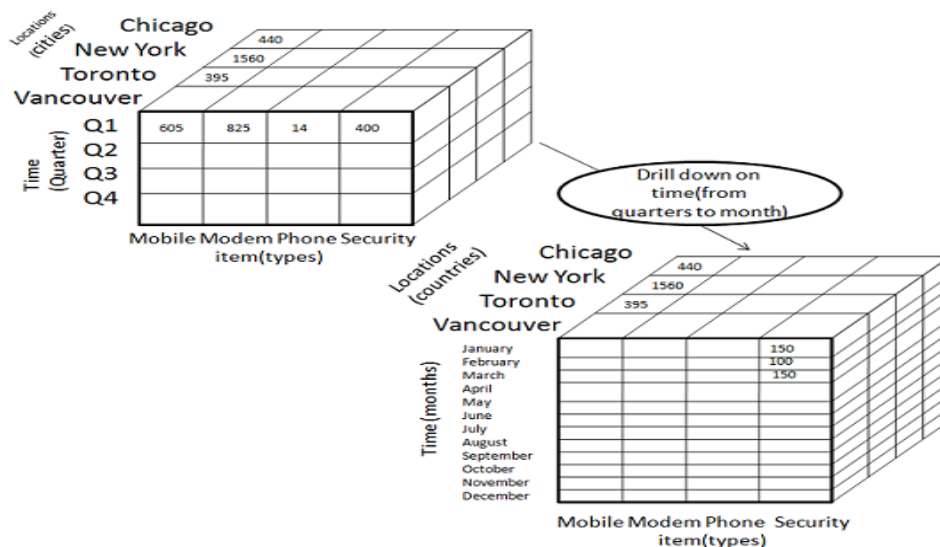 Locations
(cities)
Chicago
New York
Toronto
Vancouver
440
1560
395
Time
(Quarter)
Q1
Q2
Q3
Q4
605 825 14 400
Mobile Modem Phone Security
item(types)
Drill down on
time(from
quarters to month)
Locations
(countries)
Chicago
New York
Toronto
Vancouver
440
1560
395
Time (months)
January
February
March
April
May
June
July
August
September
October
November
December
150
100
150
Mobile Modem Phone Security
item(types)